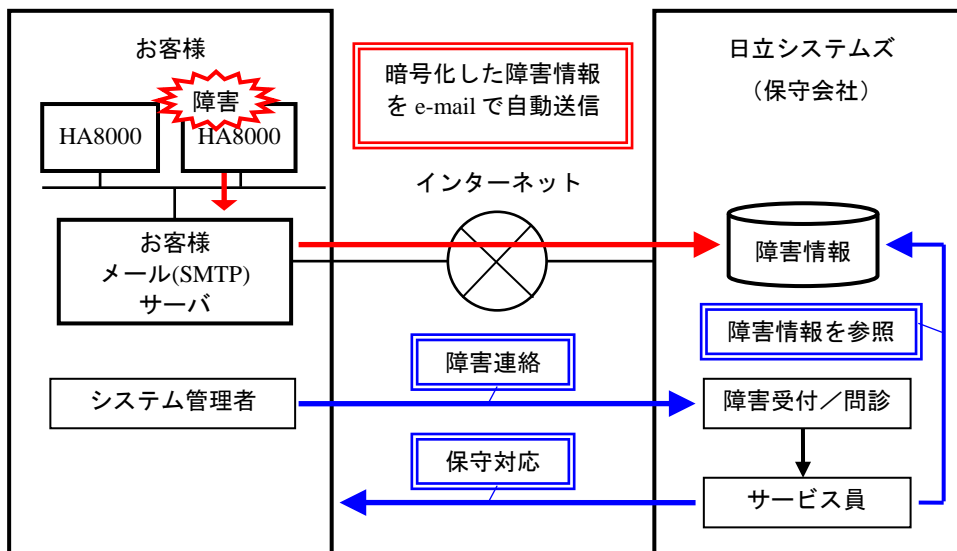 お客様
障害
HA8000
HA8000
お客様
メール(SMTP)
サーバ
システム管理者
暗号化した障害情報
を e-mail で自動送信
インターネット
障害連絡
保守対応
日立システムズ
（保守会社）
障害情報
障害情報を参照
障害受付／問診
サービス員